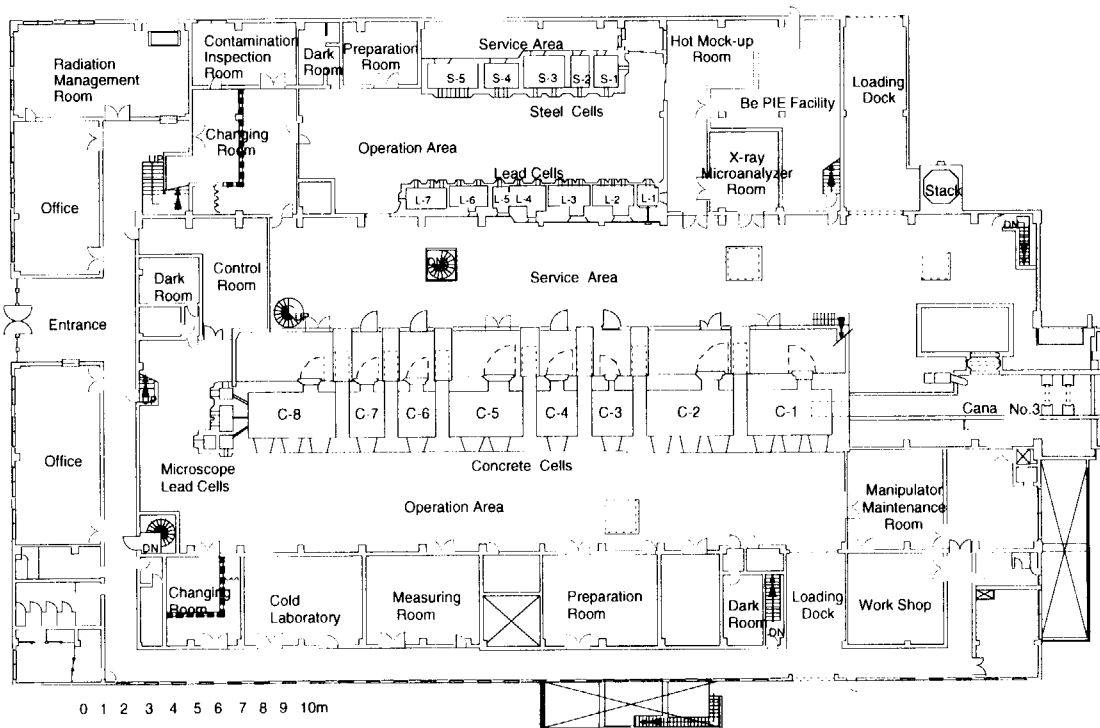 Radiation
Management
Room
Contamination
Inspection
Room
Dark
Room
Preparation
Room
Service Area
S-5
S-4
S-3
S-2
S-1
Steel Cells
Hot Mock-up
Room
Be PIE Facility
Loading
Dock
Changing
Room
UP
Operation Area
X-ray
Microanalyzer
Room
Stack
Office
Lead Cells
L-7
L-6
L-5
L-4
L-3
L-2
L-1
DN
Dark
Room
Control
Room
DN
Service Area
UP
Entrance
UP
C-8
C-7
C-6
C-5
C-4
C-3
C-2
C-1
Cana No.3
Office
Microscope
Lead Cells
Concrete Cells
Operation Area
Manipulator
Maintenance
Room
DN
Changing
Room
Cold
Laboratory
Measuring
Room
Preparation
Room
Dark
Room
DN
Loading
Dock
Work Shop
0 1 2 3 4 5 6 7 8 9 10m